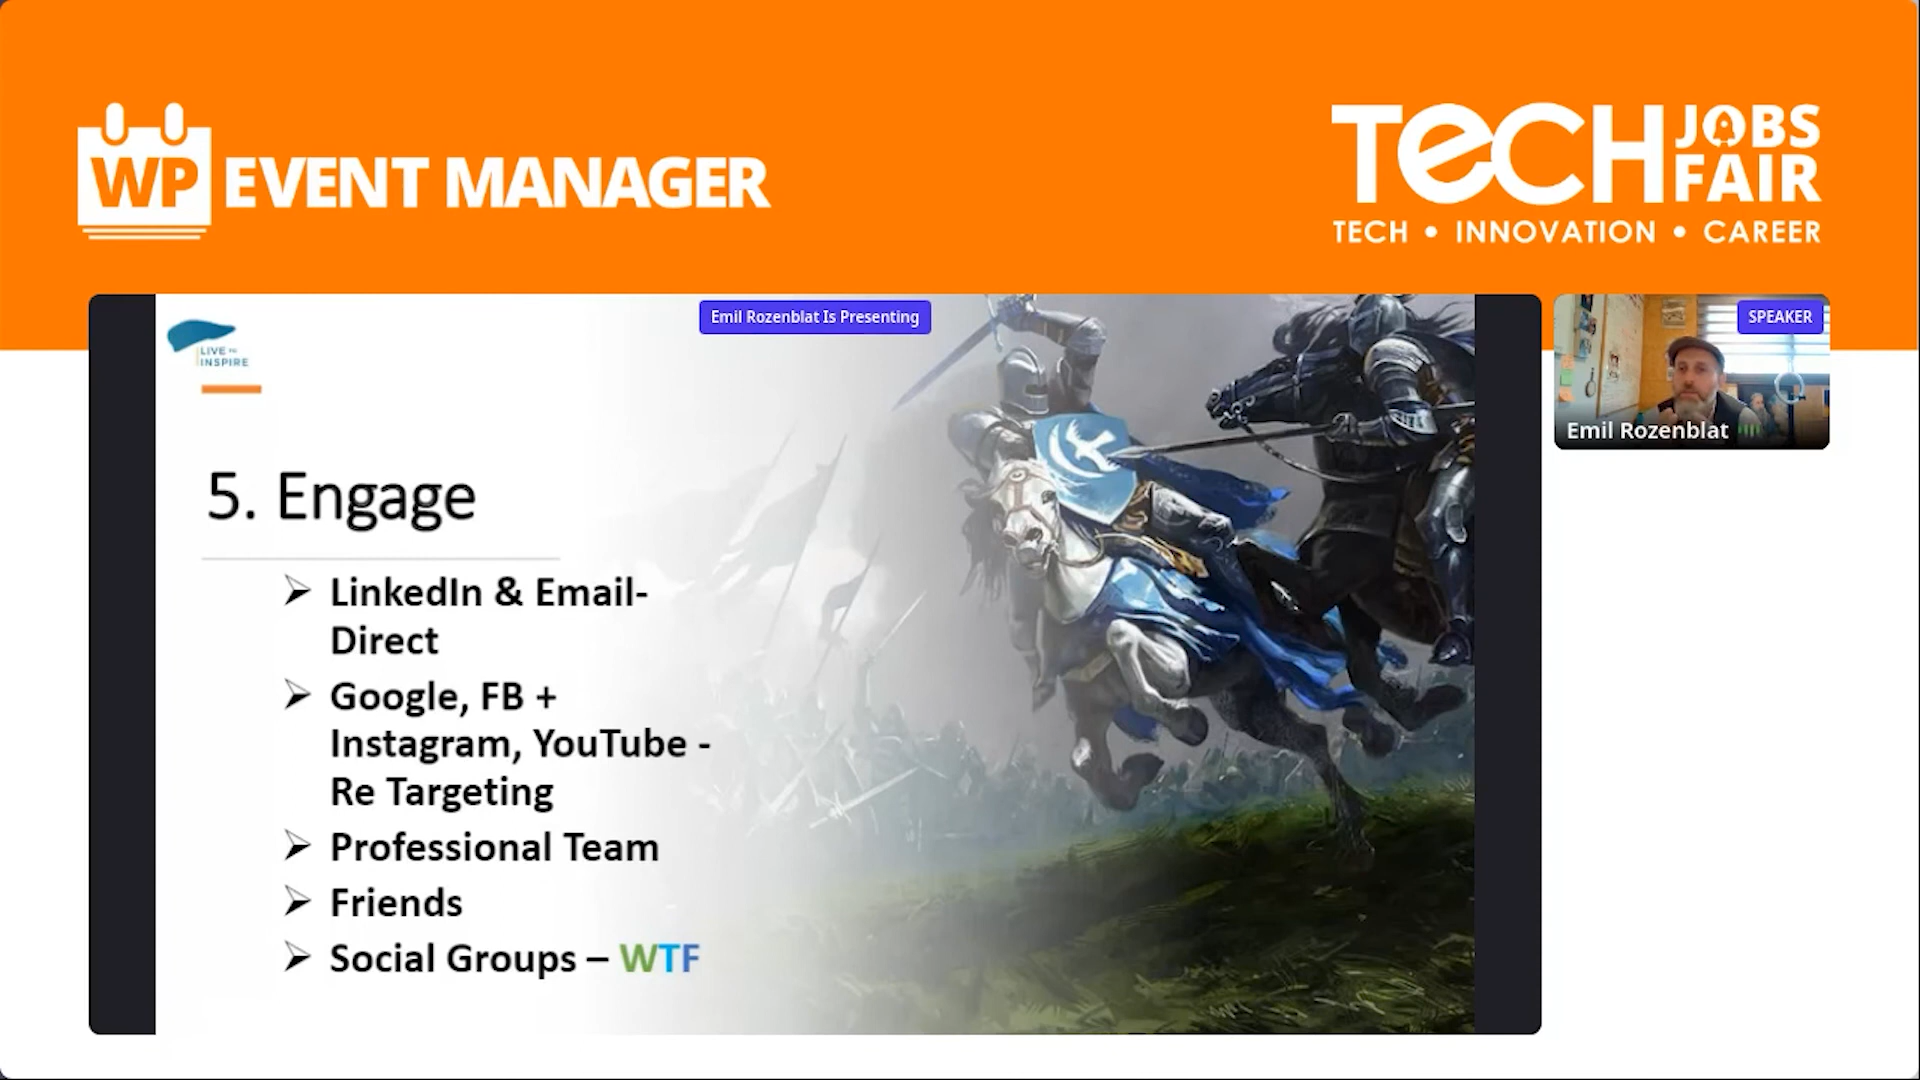 WP EVENT MANAGER
TECH JOBS FAIR
TECH • INNOVATION • CAREER
Emil Rozenblat Is Presenting
SPEAKER
Emil Rozenblat
LIVE TO
INSPIRE
5. Engage
➢ LinkedIn & Email-
Direct
➢ Google, FB +
Instagram, YouTube -
Re Targeting
➢ Professional Team
➢ Friends
➢ Social Groups – WTF